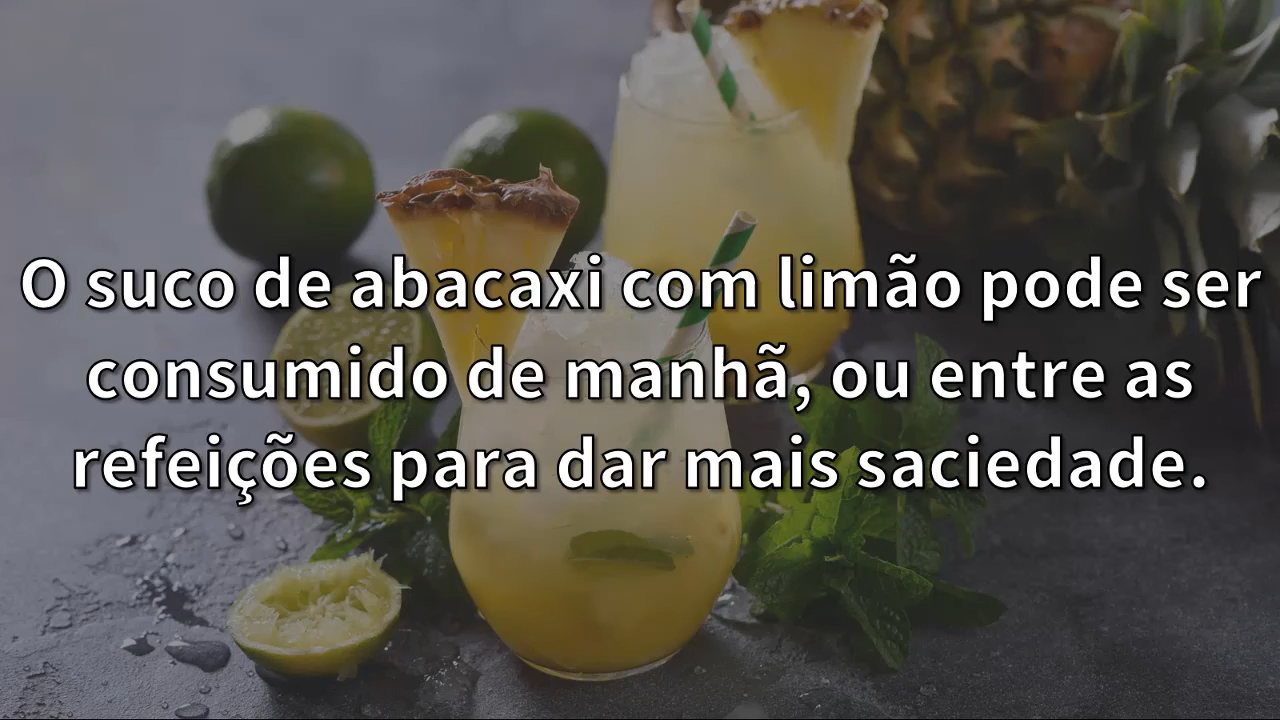 O suco de abacaxi com limão pode ser
consumido de manhã, ou entre as
refeições para dar mais saciedade.